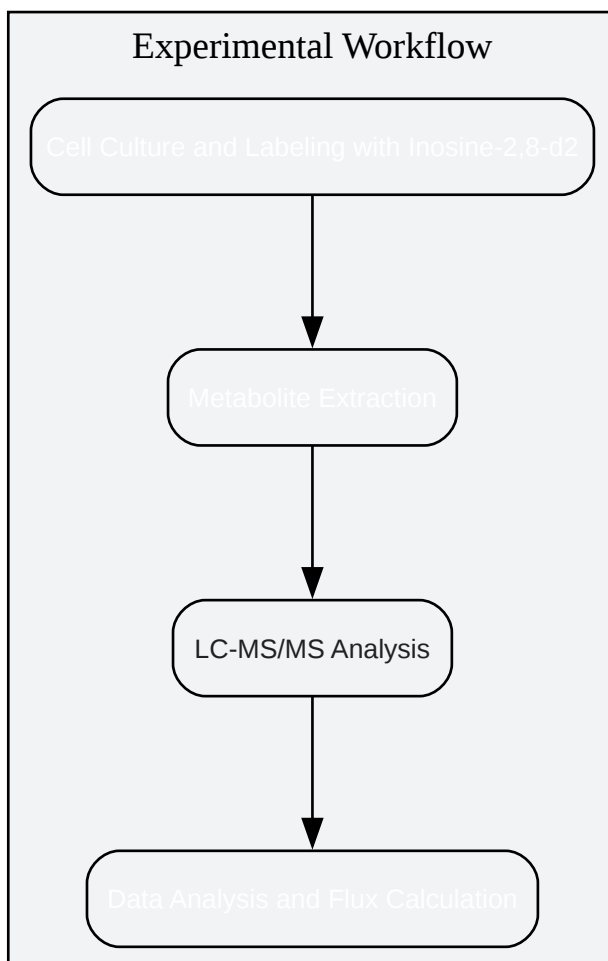 Experimental Workflow
Cell Culture and Labeling with Inosine-2,8-d2
Metabolite Extraction
LC-MS/MS Analysis
Data Analysis and Flux Calculation